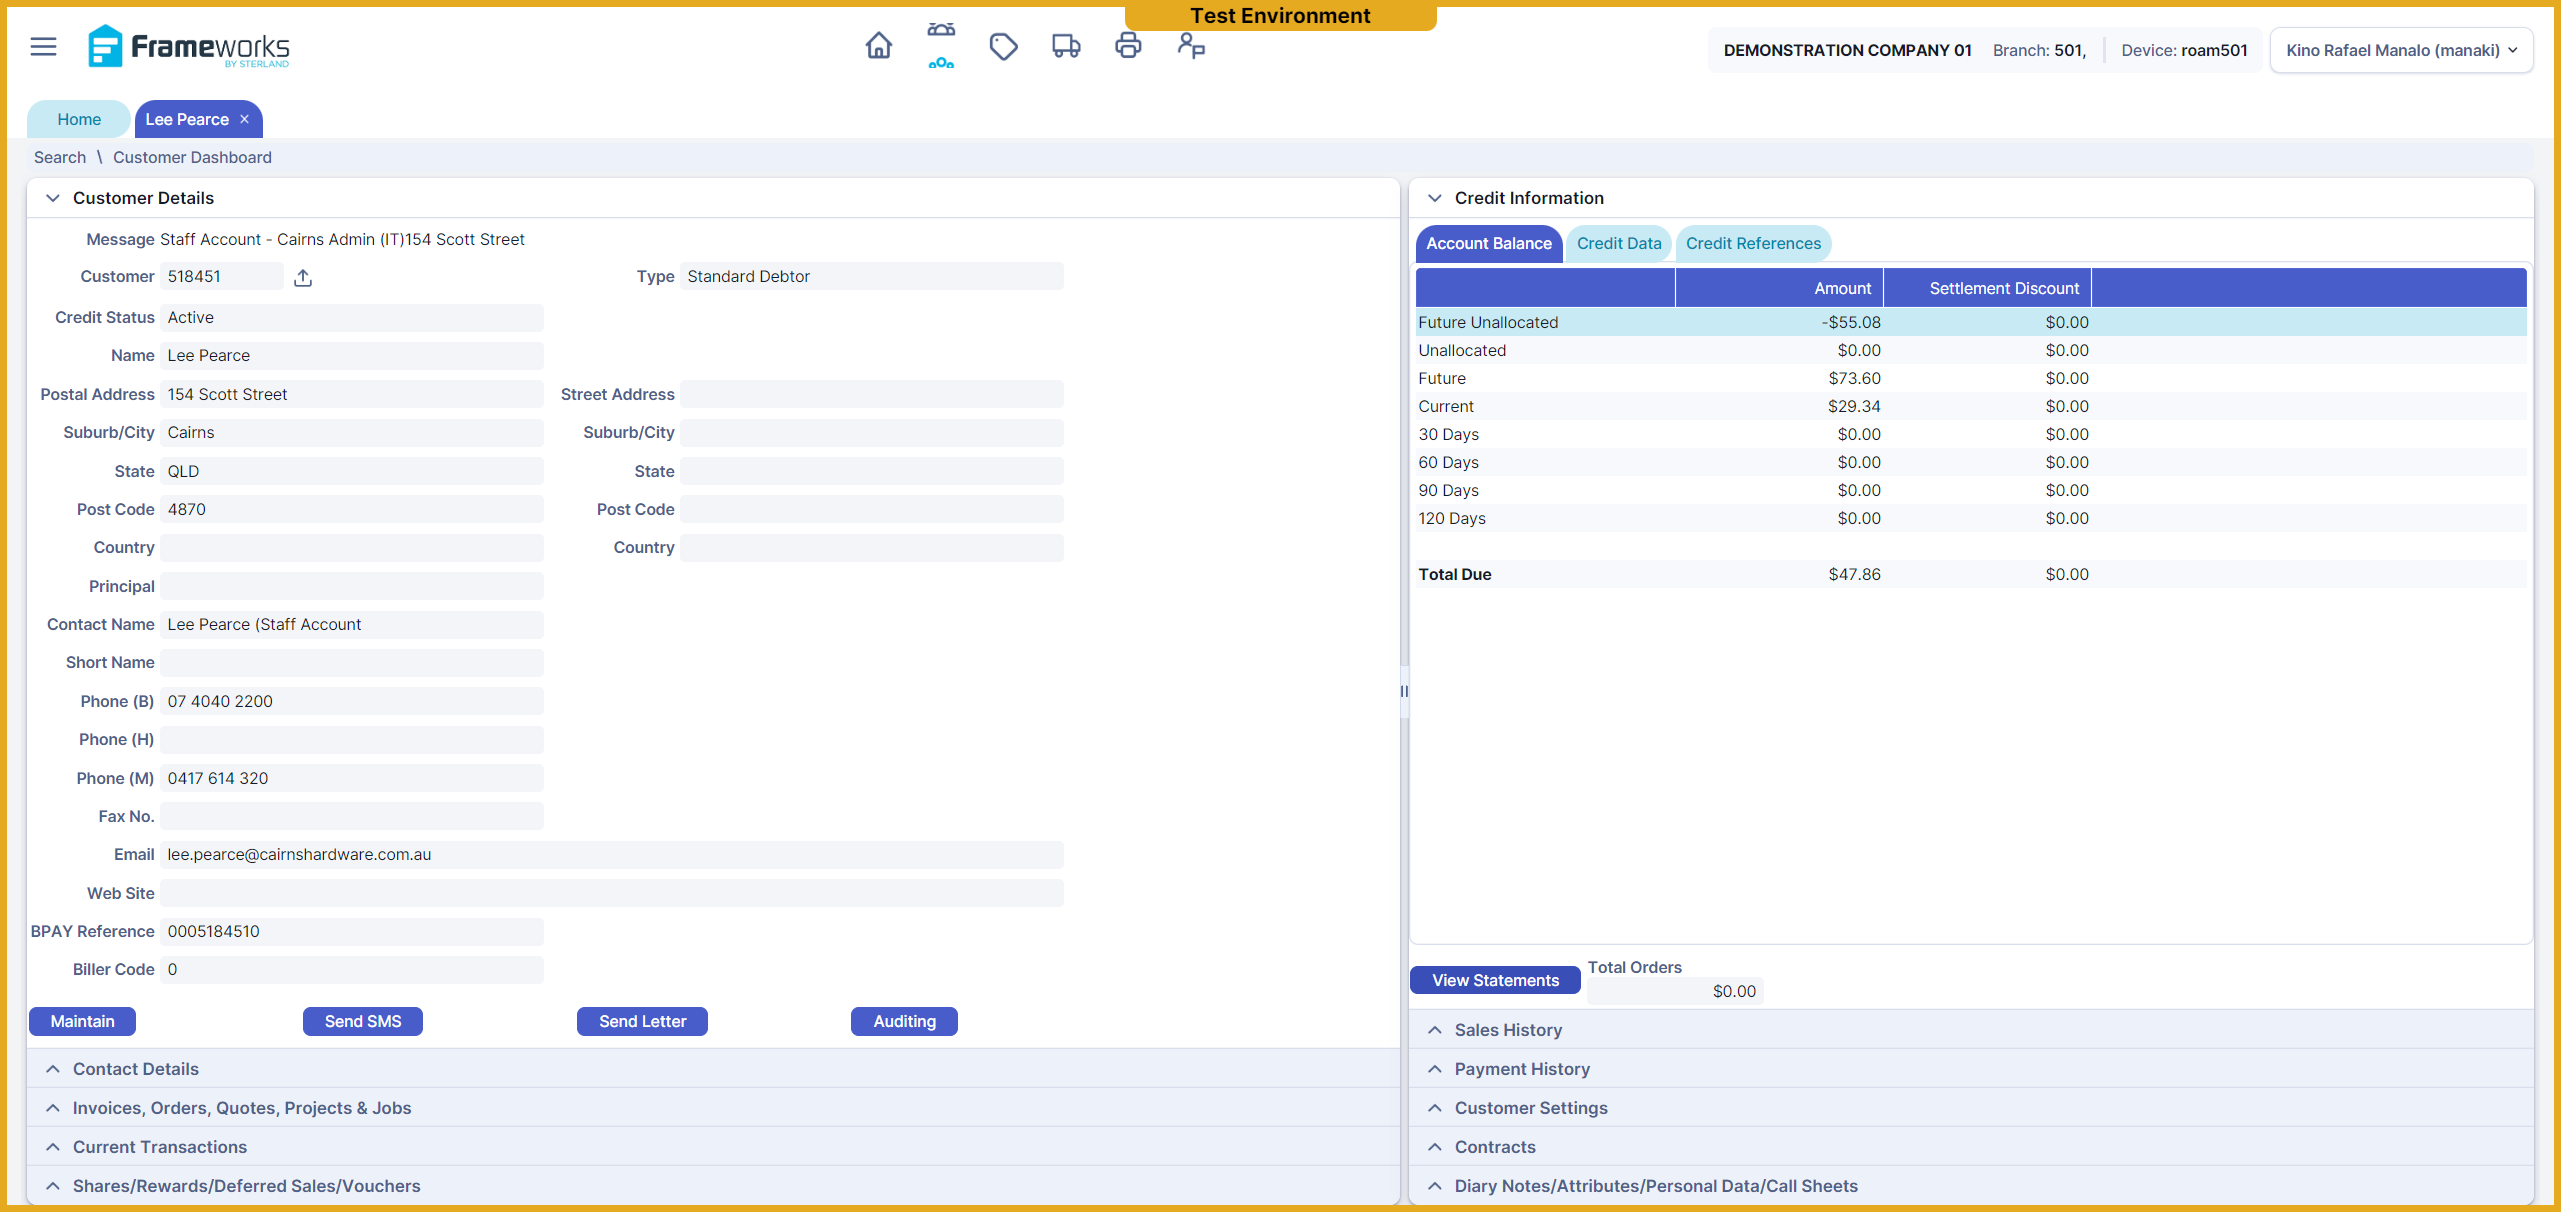 Test Environment
Frameworks
BY STERLAND
DEMONSTRATION COMPANY 01 Branch: 501, Device: roam501 Kino Rafael Manalo (manaki)
Home Lee Pearce ×
Search \ Customer Dashboard
Customer Details
Message Staff Account - Cairns Admin (IT)154 Scott Street
Customer 518451 Type Standard Debtor
Credit Status Active
Name Lee Pearce
Postal Address 154 Scott Street Street Address
Suburb/City Cairns Suburb/City
State QLD State
Post Code 4870 Post Code
Country Country
Principal
Contact Name Lee Pearce (Staff Account
Short Name
Phone (B) 07 4040 2200
Phone (H)
Phone (M) 0417 614 320
Fax No.
Email lee.pearce@cairnshardware.com.au
Web Site
BPAY Reference 0005184510
Biller Code 0
Maintain Send SMS Send Letter Auditing
Contact Details
Invoices, Orders, Quotes, Projects & Jobs
Current Transactions
Shares/Rewards/Deferred Sales/Vouchers
Credit Information
Account Balance Credit Data Credit References
Amount Settlement Discount
Future Unallocated -$55.08 $0.00
Unallocated $0.00 $0.00
Future $73.60 $0.00
Current $29.34 $0.00
30 Days $0.00 $0.00
60 Days $0.00 $0.00
90 Days $0.00 $0.00
120 Days $0.00 $0.00
Total Due $47.86 $0.00
View Statements Total Orders
$0.00
Sales History
Payment History
Customer Settings
Contracts
Diary Notes/Attributes/Personal Data/Call Sheets